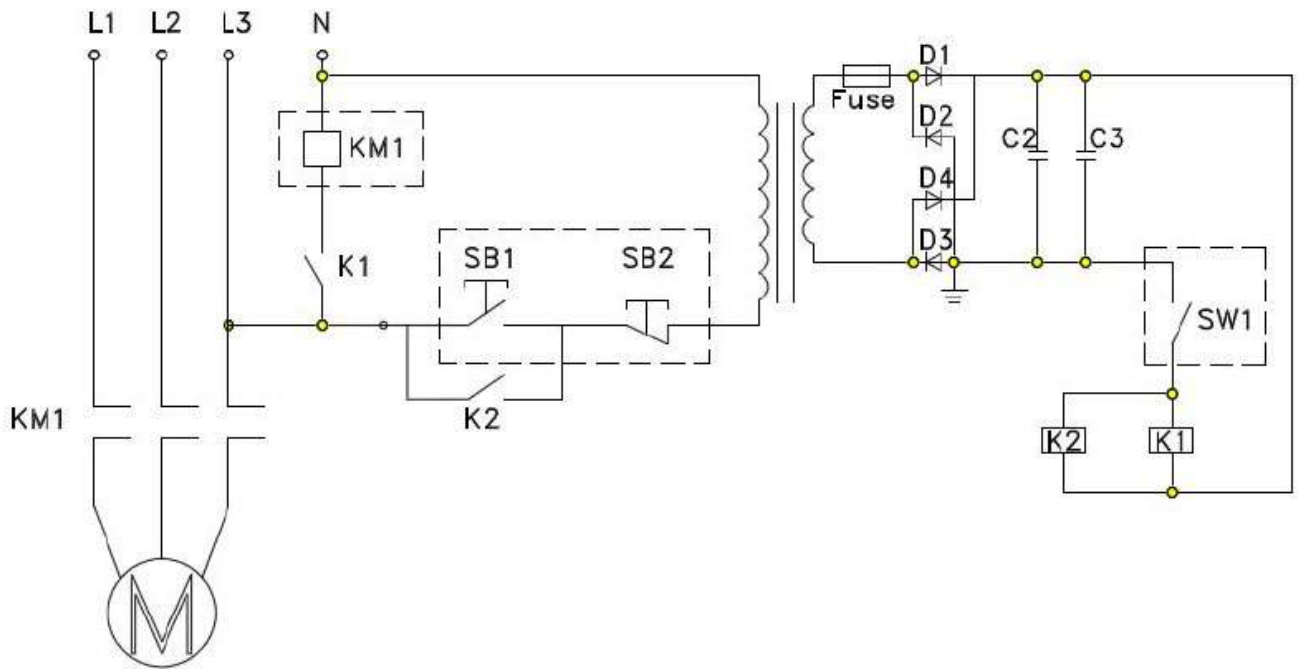 L1 L2 L3 N
D1
Fuse
D2
KM1
C2 C3
D4
D3
K1
SB1 SB2
SW1
KM1
K2
K2 K1
M